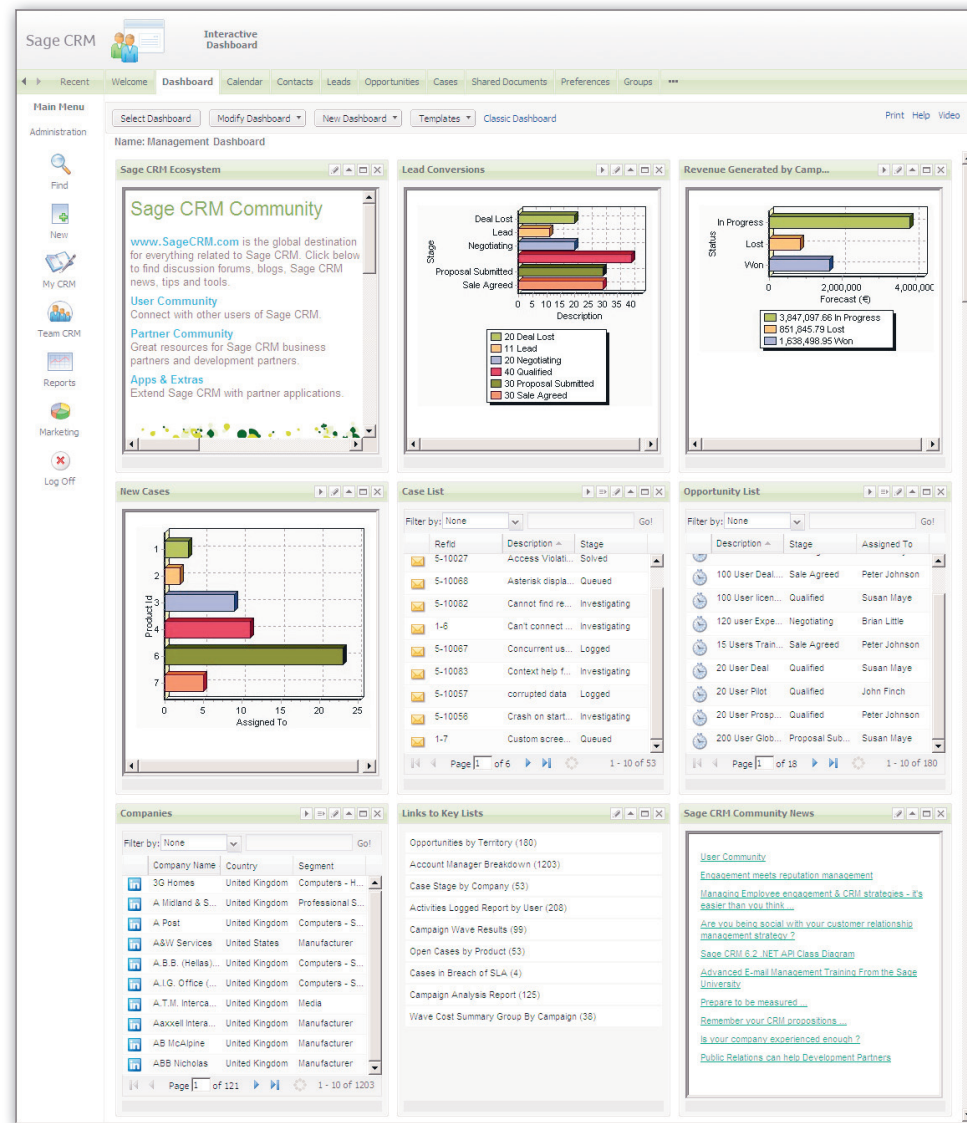 Sage CRM
Interactive
Dashboard
Recent Welcome Dashboard Calendar Contacts Leads Opportunities Cases Shared Documents Preferences Groups •••
Main Menu
Administration
Find
New
My CRM
Team CRM
Reports
Marketing
Log Off
Select Dashboard Modify Dashboard New Dashboard Templates Classic Dashboard Print Help Video
Name: Management Dashboard
Sage CRM Ecosystem
Sage CRM Community
www.SageCRM.com is the global destination
for everything related to Sage CRM. Click below
to find discussion forums, blogs, Sage CRM
news, tips and tools.
User Community
Connect with other users of Sage CRM.
Partner Community
Great resources for Sage CRM business
partners and development partners.
Apps & Extras
Extend Sage CRM with partner applications.
Lead Conversions
Stage
Deal Lost
Lead
Negotiating
Proposal Submitted
Sale Agreed
0 5 10 15 20 25 30 35 40
Description
20 Deal Lost
11 Lead
20 Negotiating
40 Qualified
30 Proposal Submitted
30 Sale Agreed
Revenue Generated by Camp...
Status
In Progress
Lost
Won
0 2,000,000 4,000,000
Forecast (€)
3,847,097.66 In Progress
851,845.79 Lost
1,638,498.95 Won
New Cases
Product Id
1
2
3
4
6
7
0 5 10 15 20 25
Assigned To
Case List
Filter by: None Go!
RefId Description Stage
5-10027 Access Violati... Solved
5-10068 Asterisk displa... Queued
5-10082 Cannot find re... Investigating
1-6 Can't connect ... Investigating
5-10067 Concurrent us... Logged
5-10083 Context help f... Investigating
5-10057 corrupted data Logged
5-10056 Crash on start... Investigating
1-7 Custom scree... Queued
Page 1 of 6 1 - 10 of 53
Opportunity List
Filter by: None Go!
Description Stage Assigned To
100 User Deal... Sale Agreed Peter Johnson
100 User licen... Qualified Susan Maye
120 user Expe... Negotiating Brian Little
15 Users Train... Sale Agreed Peter Johnson
20 User Deal Qualified Susan Maye
20 User Pilot Qualified John Finch
20 User Prosp... Qualified Peter Johnson
200 User Glob... Proposal Sub... Susan Maye
Page 1 of 18 1 - 10 of 180
Companies
Filter by: None Go!
Company Name Country Segment
3G Homes United Kingdom Computers - H...
A Midland & S... United Kingdom Professional S...
A Post United Kingdom Computers - S...
A&W Services United States Manufacturer
A.B.B. (Hellas)... United Kingdom Computers - S...
A.I.G. Office (... United Kingdom Computers - S...
A.T.M. Interca... United Kingdom Media
Aaxxell Intera... United Kingdom Manufacturer
AB McAlpine United Kingdom Manufacturer
ABB Nicholas United Kingdom Manufacturer
Page 1 of 121 1 - 10 of 1203
Links to Key Lists
Opportunities by Territory (180)
Account Manager Breakdown (1203)
Case Stage by Company (53)
Activities Logged Report by User (208)
Campaign Wave Results (99)
Open Cases by Product (53)
Cases in Breach of SLA (4)
Campaign Analysis Report (125)
Wave Cost Summary Group By Campaign (38)
Sage CRM Community News
User Community
Engagement meets reputation management
Managing Employee engagement & CRM strategies - it's
easier than you think ...
Are you being social with your customer relationship
management strategy ?
Sage CRM 6.2 .NET API Class Diagram
Advanced E-mail Management Training From the Sage
University
Prepare to be measured ...
Remember your CRM propositions ...
Is your company experienced enough ?
Public Relations can help Development Partners